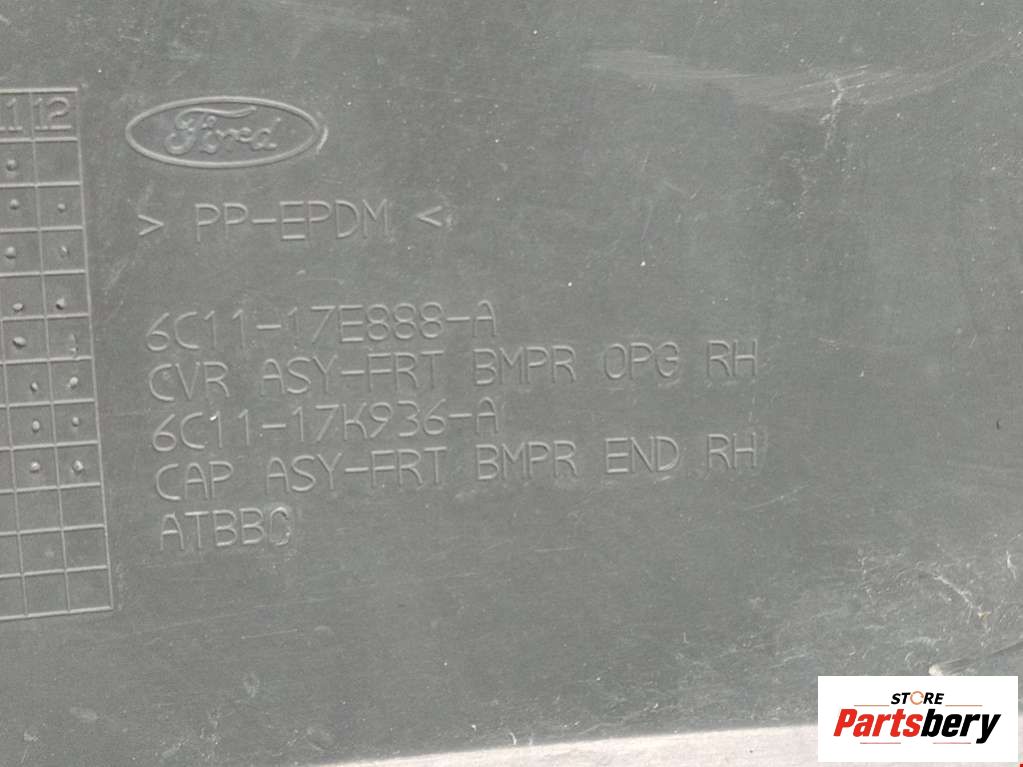 11 12
Ford
> PP-EPDM <
6C11-17E888-A
CVR ASY-FRT BMPR OPG RH
6C11-17K936-A
CAP ASY-FRT BMPR END RH
ATBBC
STORE
Partsbery